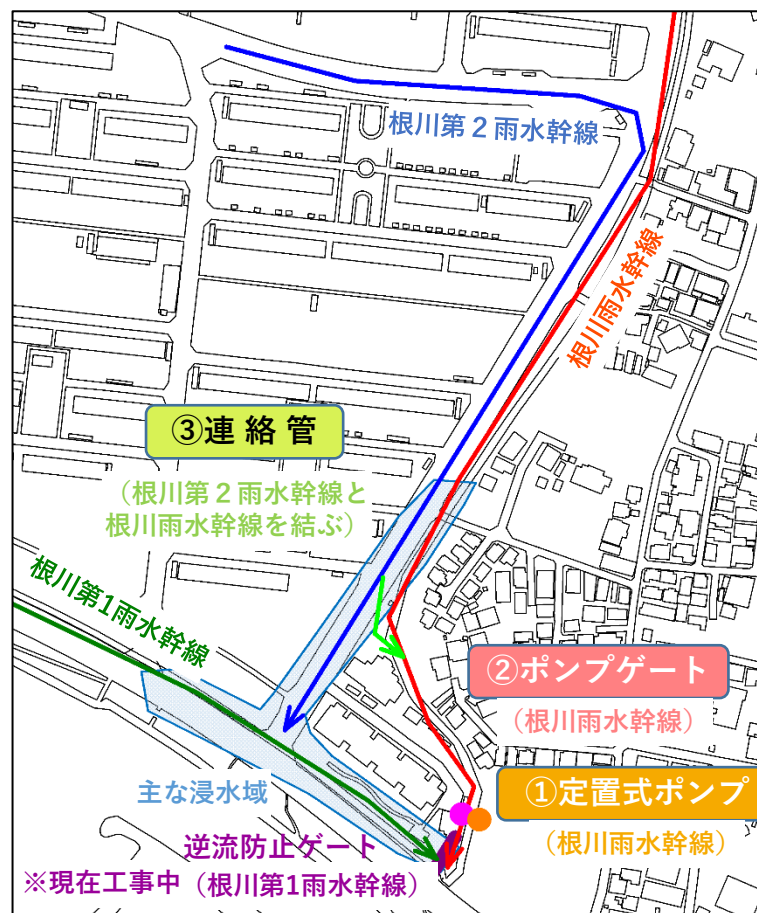 根川第２雨水幹線
根川雨水幹線
③連 絡 管
（根川第２雨水幹線と
根川雨水幹線を結ぶ）
根川第1雨水幹線
②ポンプゲート
（根川雨水幹線）
主な浸水域
①定置式ポンプ
（根川雨水幹線）
逆流防止ゲート
※現在工事中（根川第1雨水幹線）